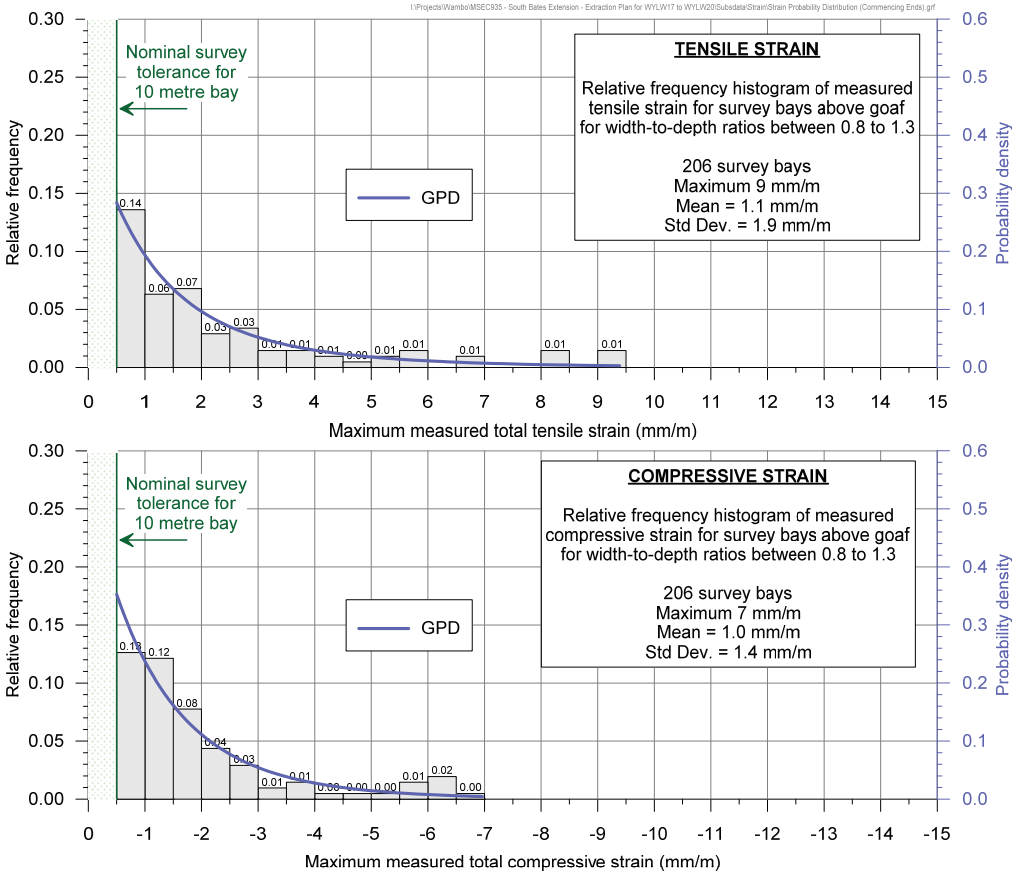 I:\Projects\Wambo\MSEC935 - South Bates Extension - Extraction Plan for WYLW17 to WYLW20\Subsdata\Strain\Strain Probability Distribution (Commencing Ends).grf
0.30
0.25
0.20
0.15
0.10
0.05
0.00
Relative frequency
Nominal survey
tolerance for
10 metre bay
TENSILE STRAIN
Relative frequency histogram of measured
tensile strain for survey bays above goaf
for width-to-depth ratios between 0.8 to 1.3
206 survey bays
Maximum 9 mm/m
Mean = 1.1 mm/m
Std Dev. = 1.9 mm/m
GPD
0.14
0.06
0.07
0.03
0.03
0.01
0.01
0.01
0.00
0.01
0.01
0.01
0.01
0.01
0.6
0.5
0.4
0.3
0.2
0.1
0.0
Probability density
0 1 2 3 4 5 6 7 8 9 10 11 12 13 14 15
Maximum measured total tensile strain (mm/m)
0.30
0.25
0.20
0.15
0.10
0.05
0.00
Relative frequency
Nominal survey
tolerance for
10 metre bay
COMPRESSIVE STRAIN
Relative frequency histogram of measured
compressive strain for survey bays above goaf
for width-to-depth ratios between 0.8 to 1.3
206 survey bays
Maximum 7 mm/m
Mean = 1.0 mm/m
Std Dev. = 1.4 mm/m
GPD
0.13
0.12
0.08
0.04
0.03
0.01
0.01
0.00
0.00
0.00
0.01
0.02
0.00
0.6
0.5
0.4
0.3
0.2
0.1
0.0
Probability density
0 -1 -2 -3 -4 -5 -6 -7 -8 -9 -10 -11 -12 -13 -14 -15
Maximum measured total compressive strain (mm/m)